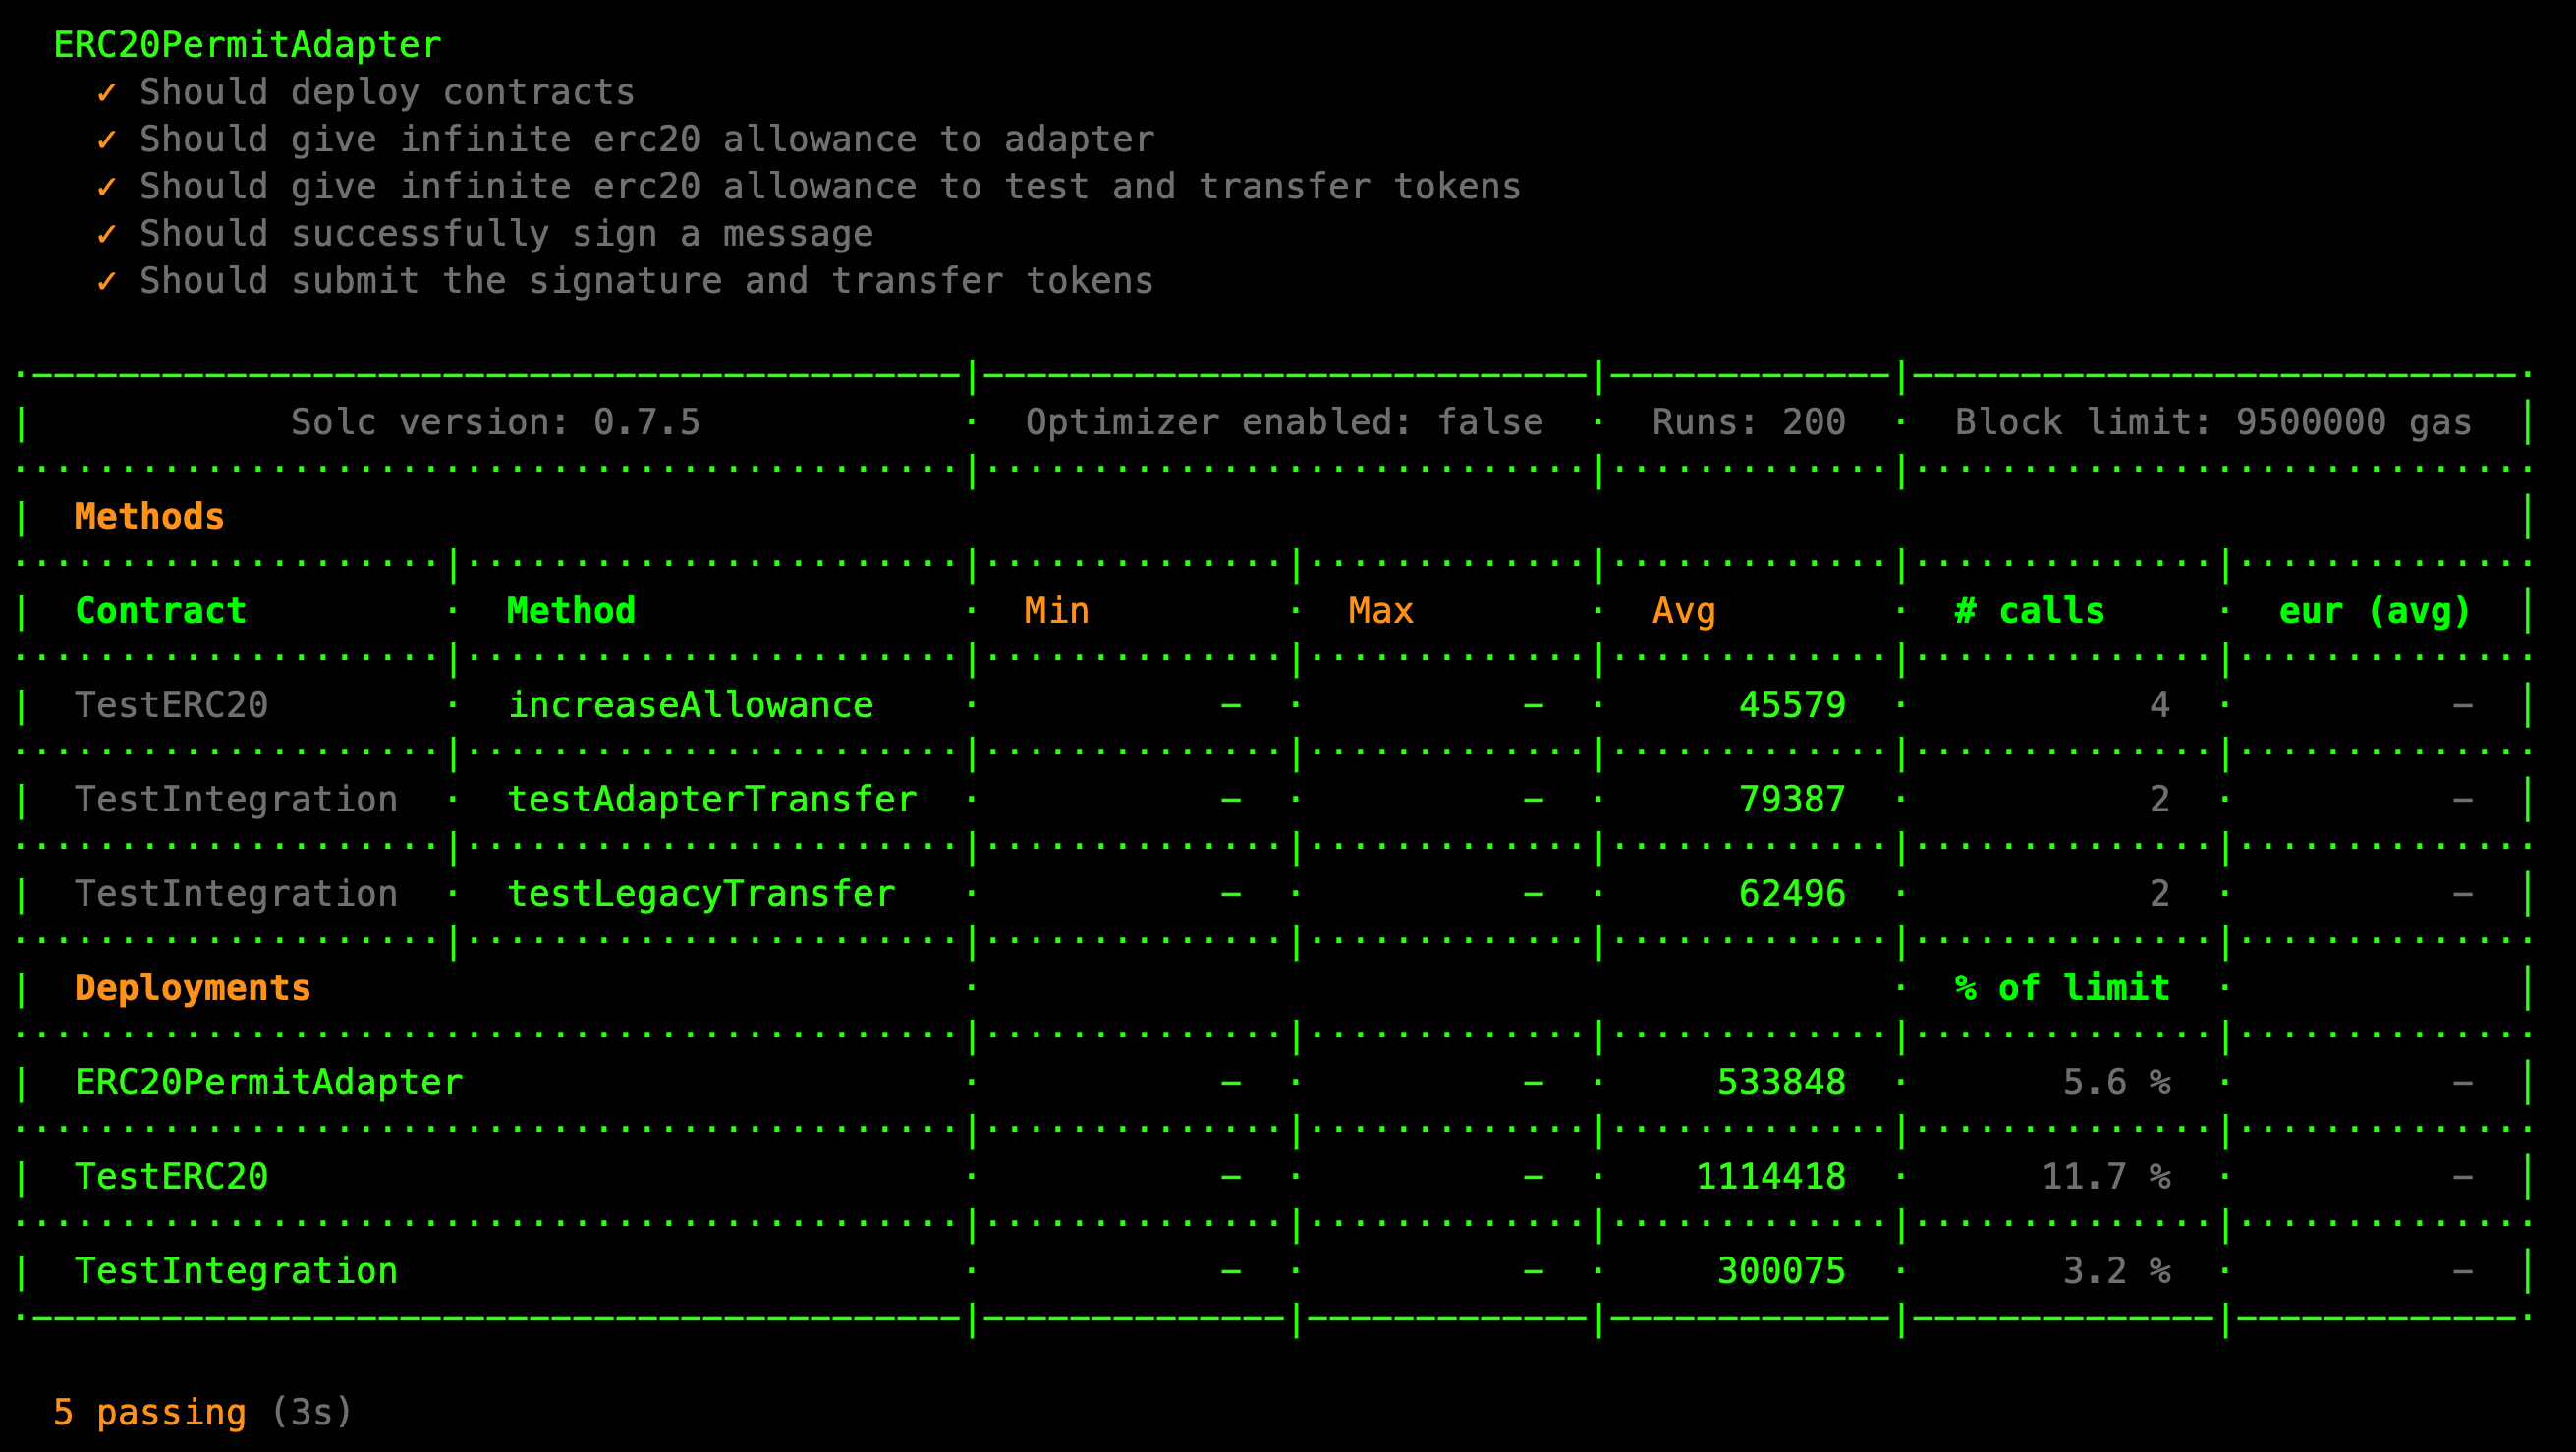 ERC20PermitAdapter
✓ Should deploy contracts
✓ Should give infinite erc20 allowance to adapter
✓ Should give infinite erc20 allowance to test and transfer tokens
✓ Should successfully sign a message
✓ Should submit the signature and transfer tokens
| Solc version: 0.7.5 · Optimizer enabled: false · Runs: 200 · Block limit: 9500000 gas |
| Methods |
| Contract · Method · Min · Max · Avg · # calls · eur (avg) |
| TestERC20 · increaseAllowance · - · - · 45579 · 4 · - |
| TestIntegration · testAdapterTransfer · - · - · 79387 · 2 · - |
| TestIntegration · testLegacyTransfer · - · - · 62496 · 2 · - |
| Deployments · · % of limit · |
| ERC20PermitAdapter · - · - · 533848 · 5.6 % · - |
| TestERC20 · - · - · 1114418 · 11.7 % · - |
| TestIntegration · - · - · 300075 · 3.2 % · - |
5 passing (3s)